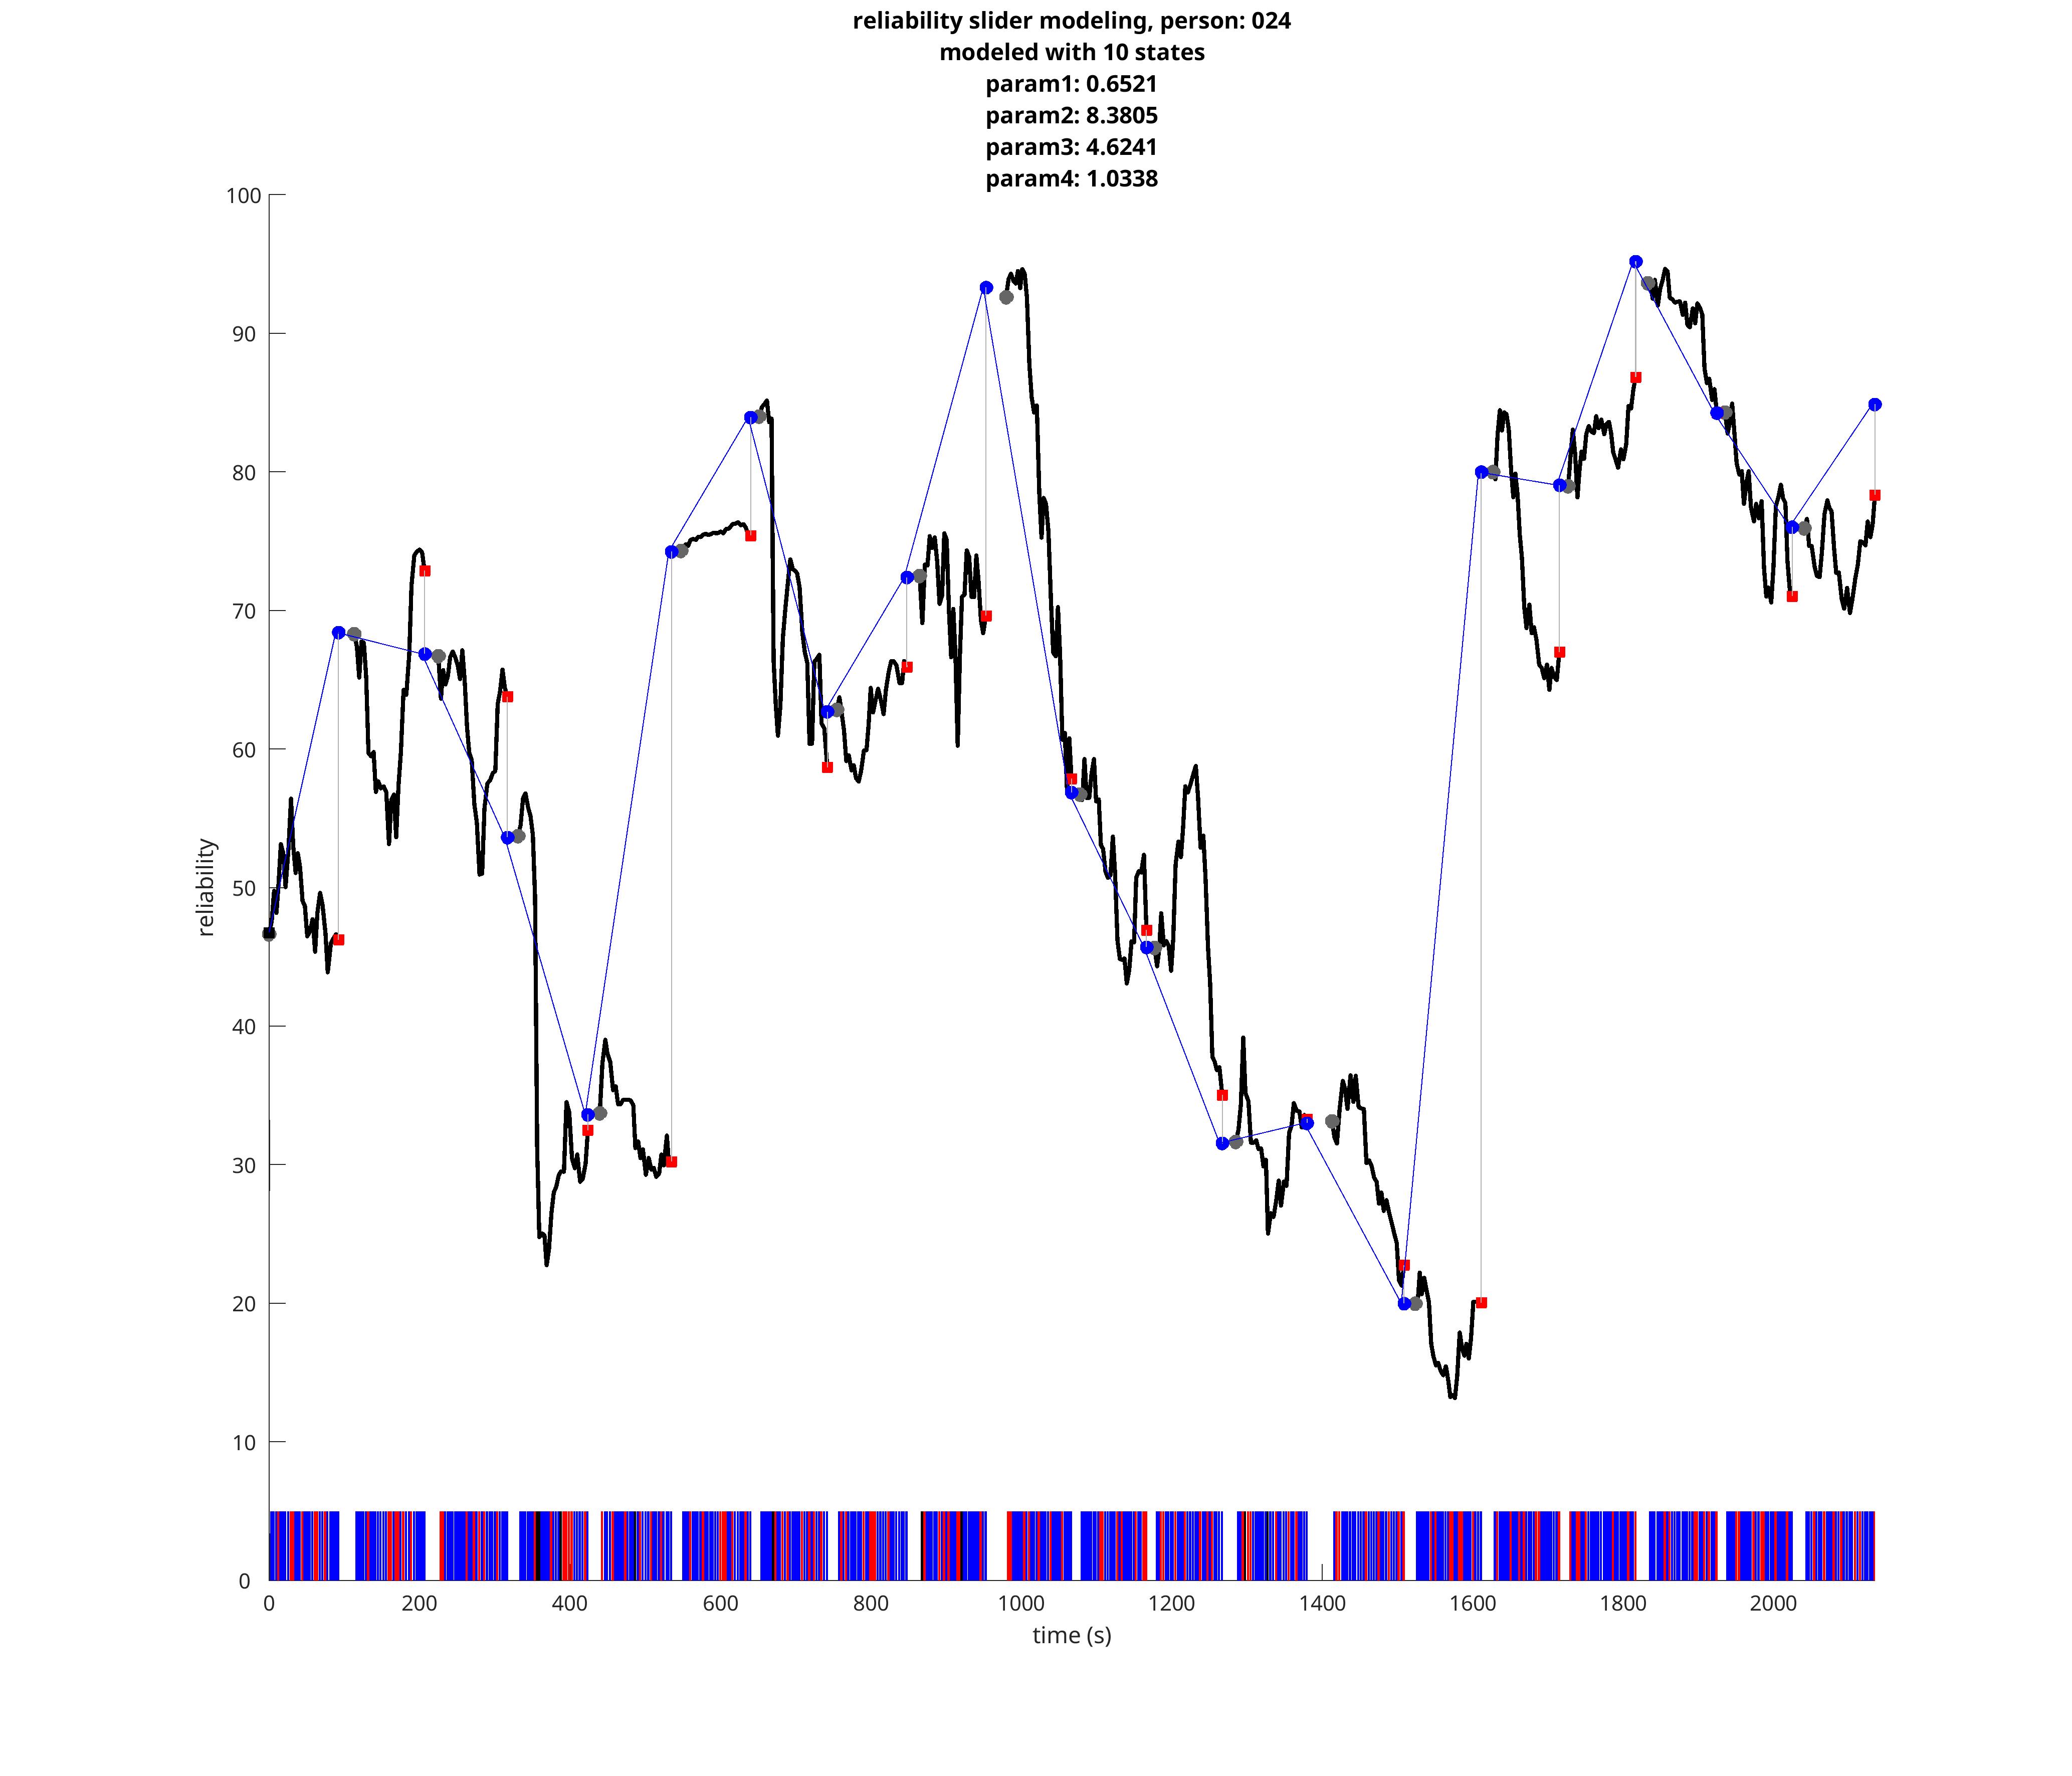 reliability slider modeling, person: 024
modeled with 10 states
param1: 0.6521
param2: 8.3805
param3: 4.6241
param4: 1.0338
100
90
80
70
60
50
40
30
20
10
0
reliability
0 200 400 600 800 1000 1200 1400 1600 1800 2000
time (s)